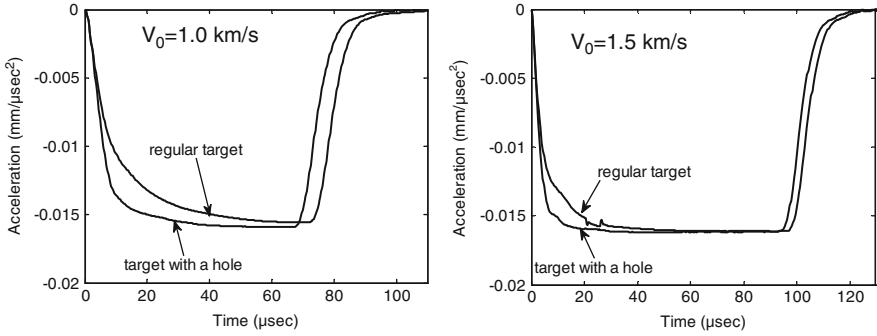 V₀=1.0 km/s
0
-0.005
-0.01
-0.015
-0.02
Acceleration (mm/μsec²)
regular target
target with a hole
0 20 40 60 80 100
Time (μsec)
V₀=1.5 km/s
0
-0.005
-0.01
-0.015
-0.02
Acceleration (mm/μsec²)
regular target
target with a hole
0 20 40 60 80 100 120
Time (μsec)